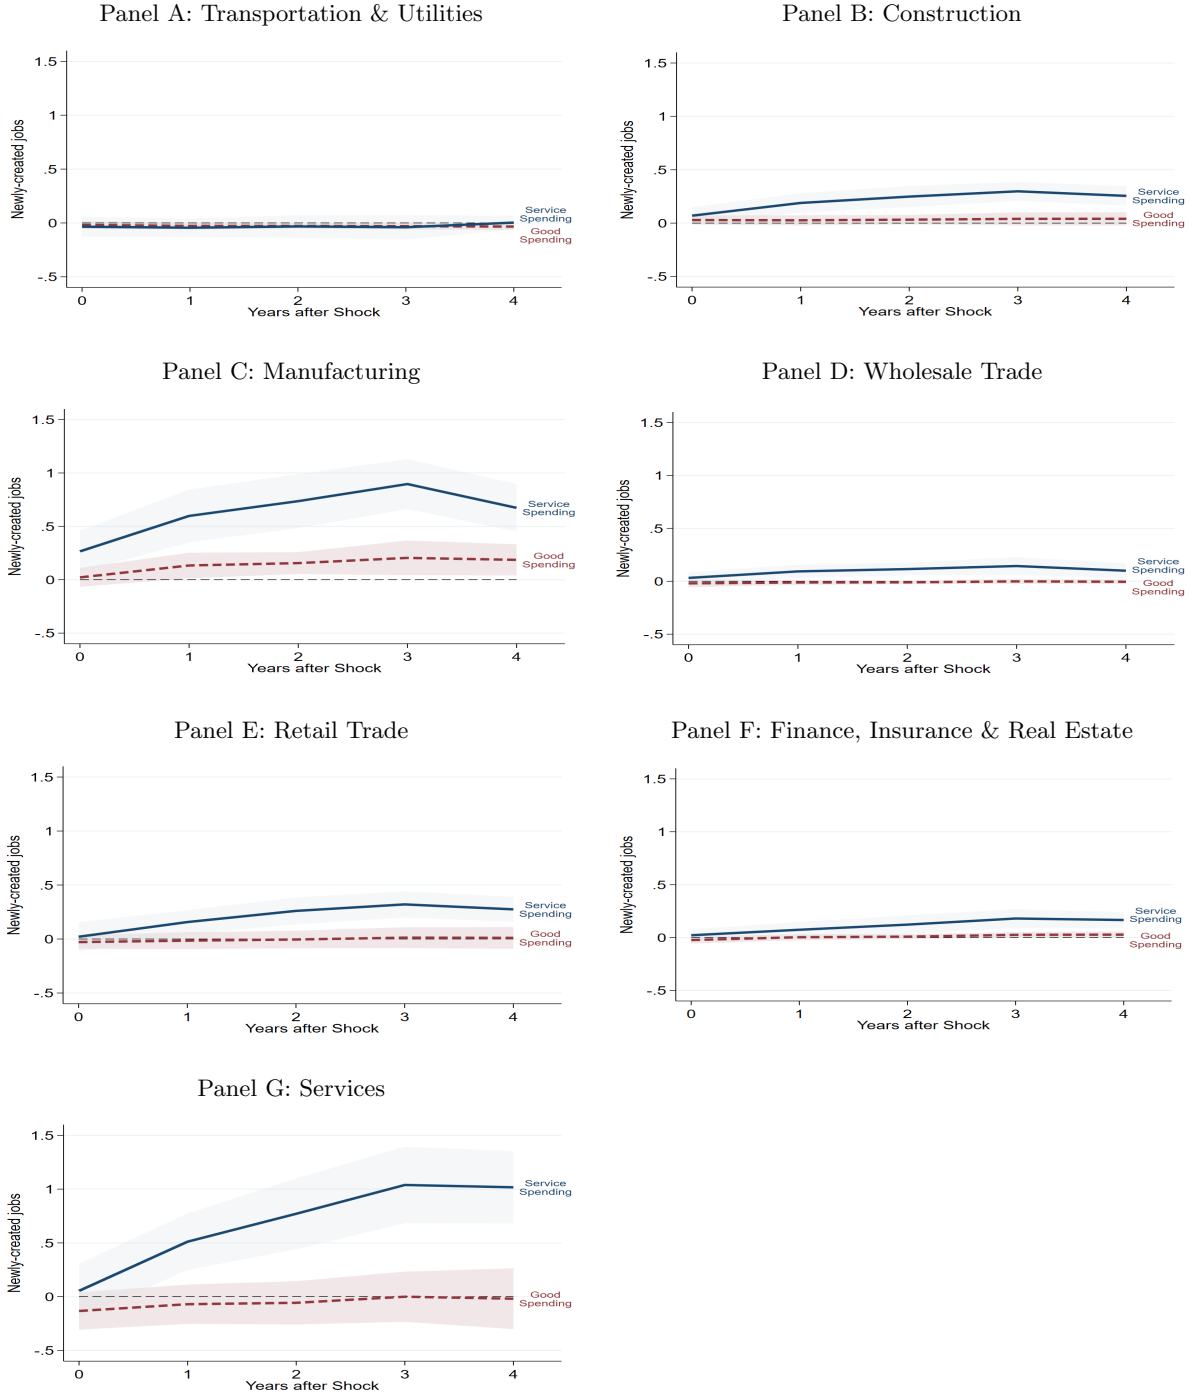 Panel A: Transportation & Utilities
Newly-created jobs
1.5
1
.5
0
-.5
0 1 2 3 4
Years after Shock
Service
Spending
Good
Spending
Panel B: Construction
Newly-created jobs
1.5
1
.5
0
-.5
0 1 2 3 4
Years after Shock
Service
Spending
Good
Spending
Panel C: Manufacturing
Newly-created jobs
1.5
1
.5
0
-.5
0 1 2 3 4
Years after Shock
Service
Spending
Good
Spending
Panel D: Wholesale Trade
Newly-created jobs
1.5
1
.5
0
-.5
0 1 2 3 4
Years after Shock
Service
Spending
Good
Spending
Panel E: Retail Trade
Newly-created jobs
1.5
1
.5
0
-.5
0 1 2 3 4
Years after Shock
Service
Spending
Good
Spending
Panel F: Finance, Insurance & Real Estate
Newly-created jobs
1.5
1
.5
0
-.5
0 1 2 3 4
Years after Shock
Service
Spending
Good
Spending
Panel G: Services
Newly-created jobs
1.5
1
.5
0
-.5
0 1 2 3 4
Years after Shock
Service
Spending
Good
Spending